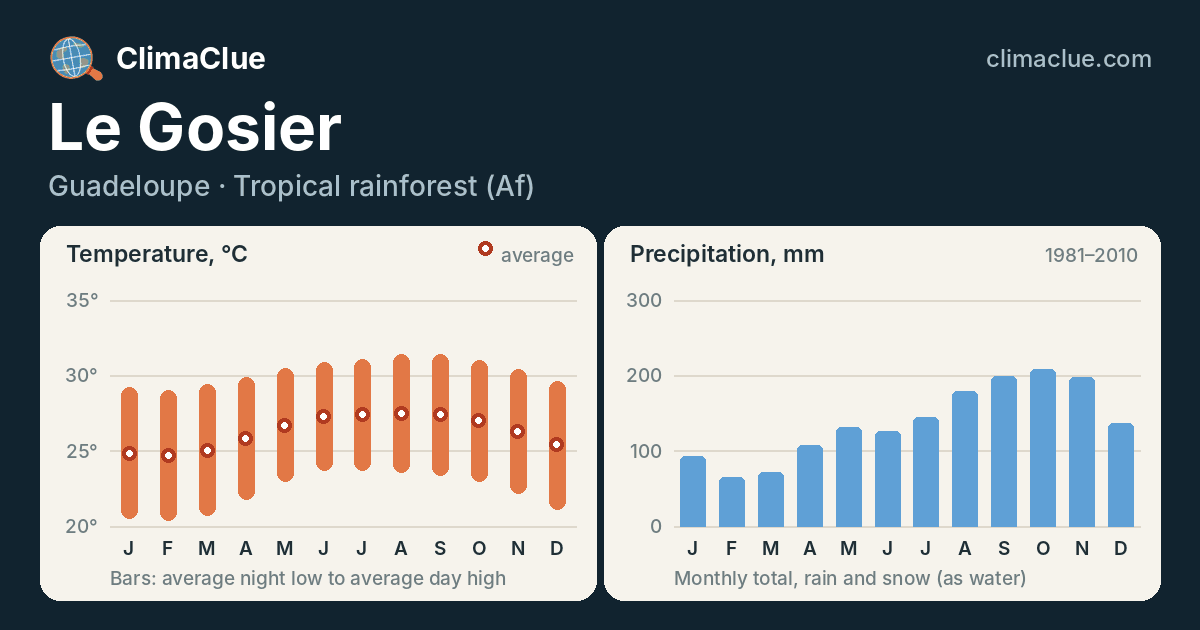 ClimaClue
climaclue.com
Le Gosier
Guadeloupe · Tropical rainforest (Af)
Temperature, °C
average
35°
30°
25°
20°
J F M A M J J A S O N D
Bars: average night low to average day high
Precipitation, mm
1981–2010
300
200
100
0
J F M A M J J A S O N D
Monthly total, rain and snow (as water)